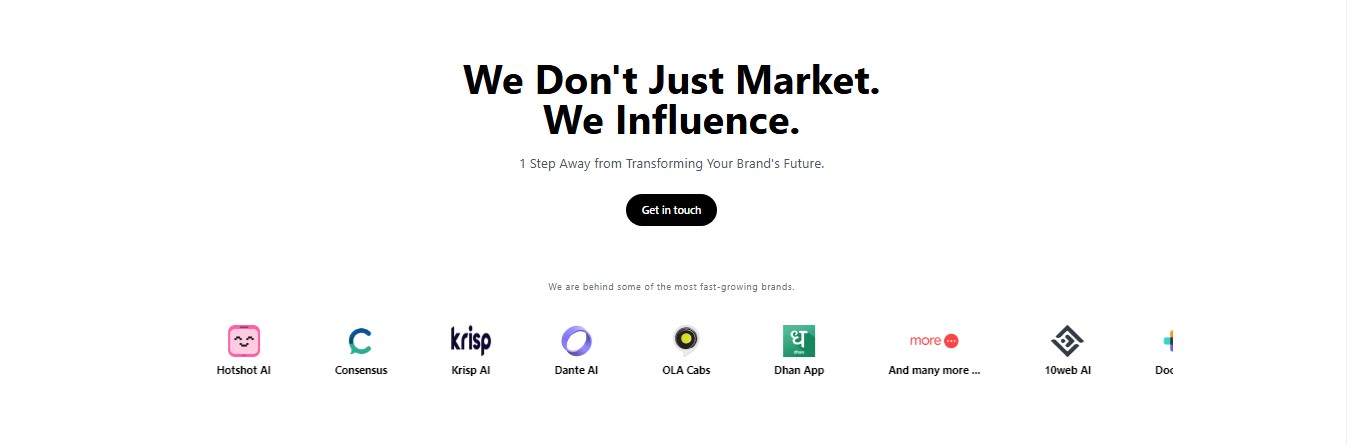 We Don't Just Market.
We Influence.
1 Step Away from Transforming Your Brand's Future.
Get in touch
We are behind some of the most fast-growing brands.
krisp
ध
more
Hotshot AI
Consensus
Krisp AI
Dante AI
OLA Cabs
Dhan App
And many more ...
10web AI
Doc